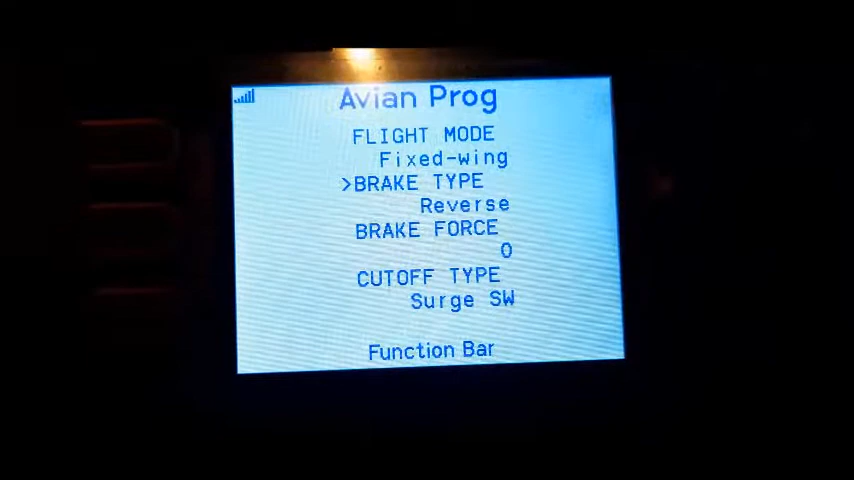 Avian Prog
FLIGHT MODE
Fixed-wing
>BRAKE TYPE
Reverse
BRAKE FORCE
0
CUTOFF TYPE
Surge SW
Function Bar